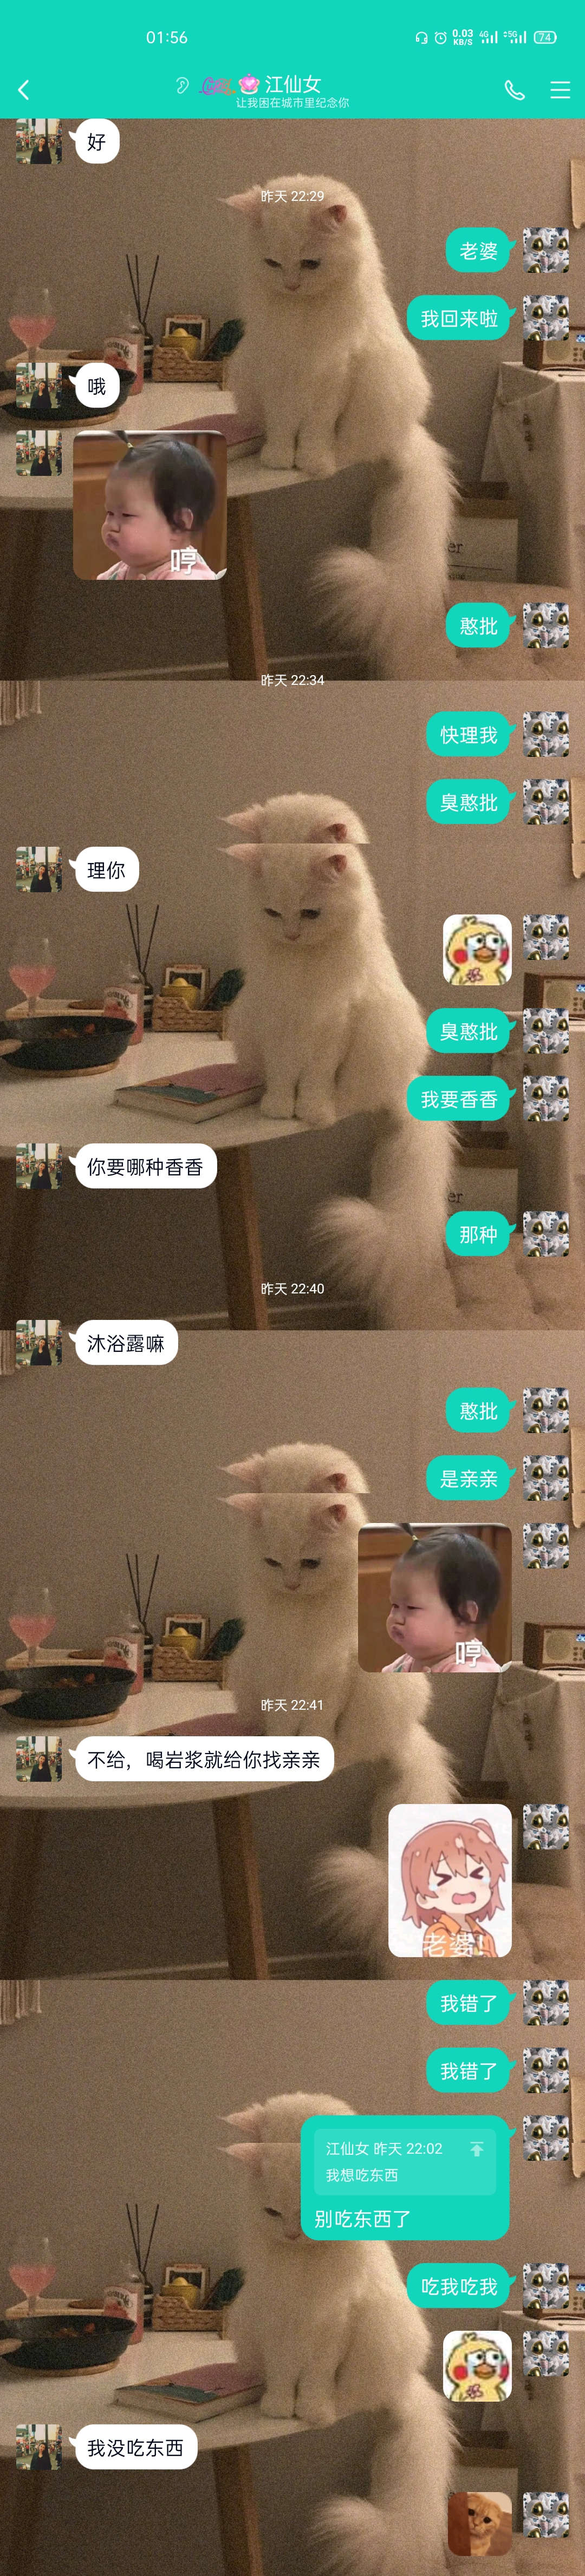 01:56
0.03
KB/S
4G
5G
74
江仙女
让我困在城市里纪念你
好
昨天 22:29
老婆
我回来啦
哦
哼
er
憨批
昨天 22:34
快理我
臭憨批
理你
臭憨批
我要香香
你要哪种香香
er
那种
昨天 22:40
沐浴露嘛
憨批
是亲亲
哼
昨天 22:41
不给，喝岩浆就给你找亲亲
老婆!
我错了
我错了
江仙女 昨天 22:02
我想吃东西
别吃东西了
吃我吃我
我没吃东西